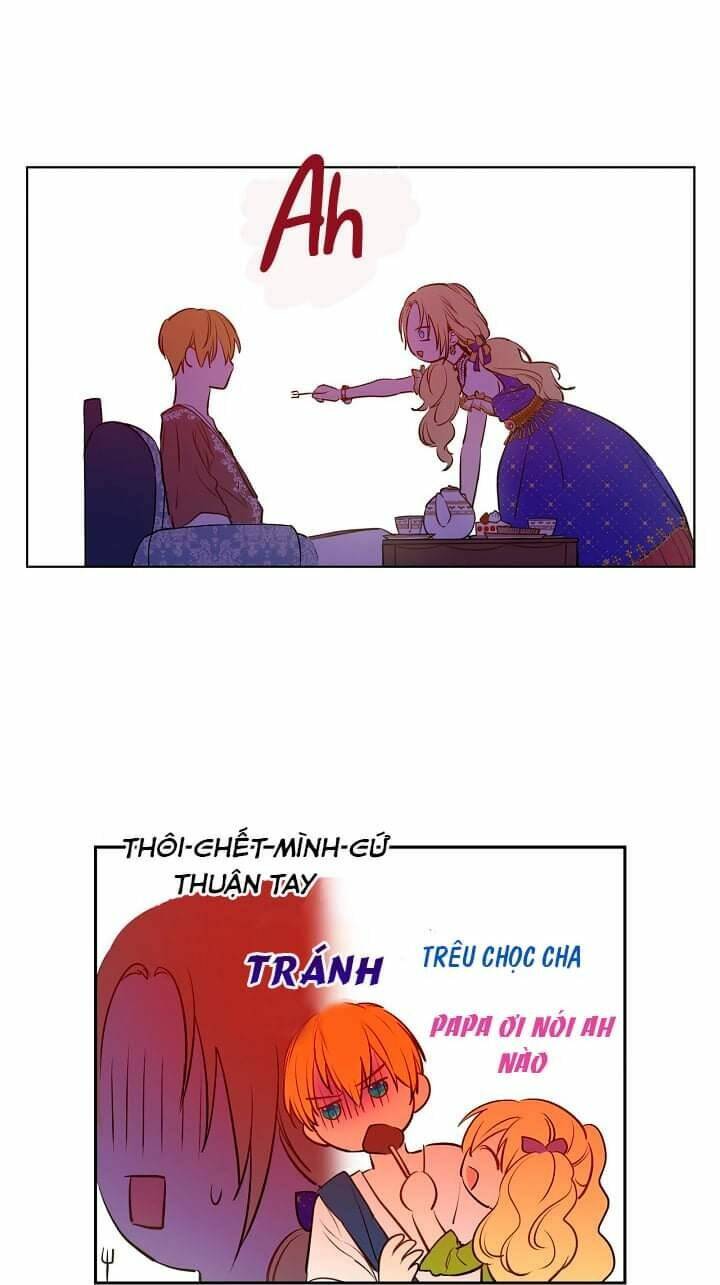 Ah
THÔI CHẾT MÌNH CỨ
THUẬN TAY
TRÁNH
TRÊU CHỌC CHA
PAPA ƠI NÓI AH
NÀO